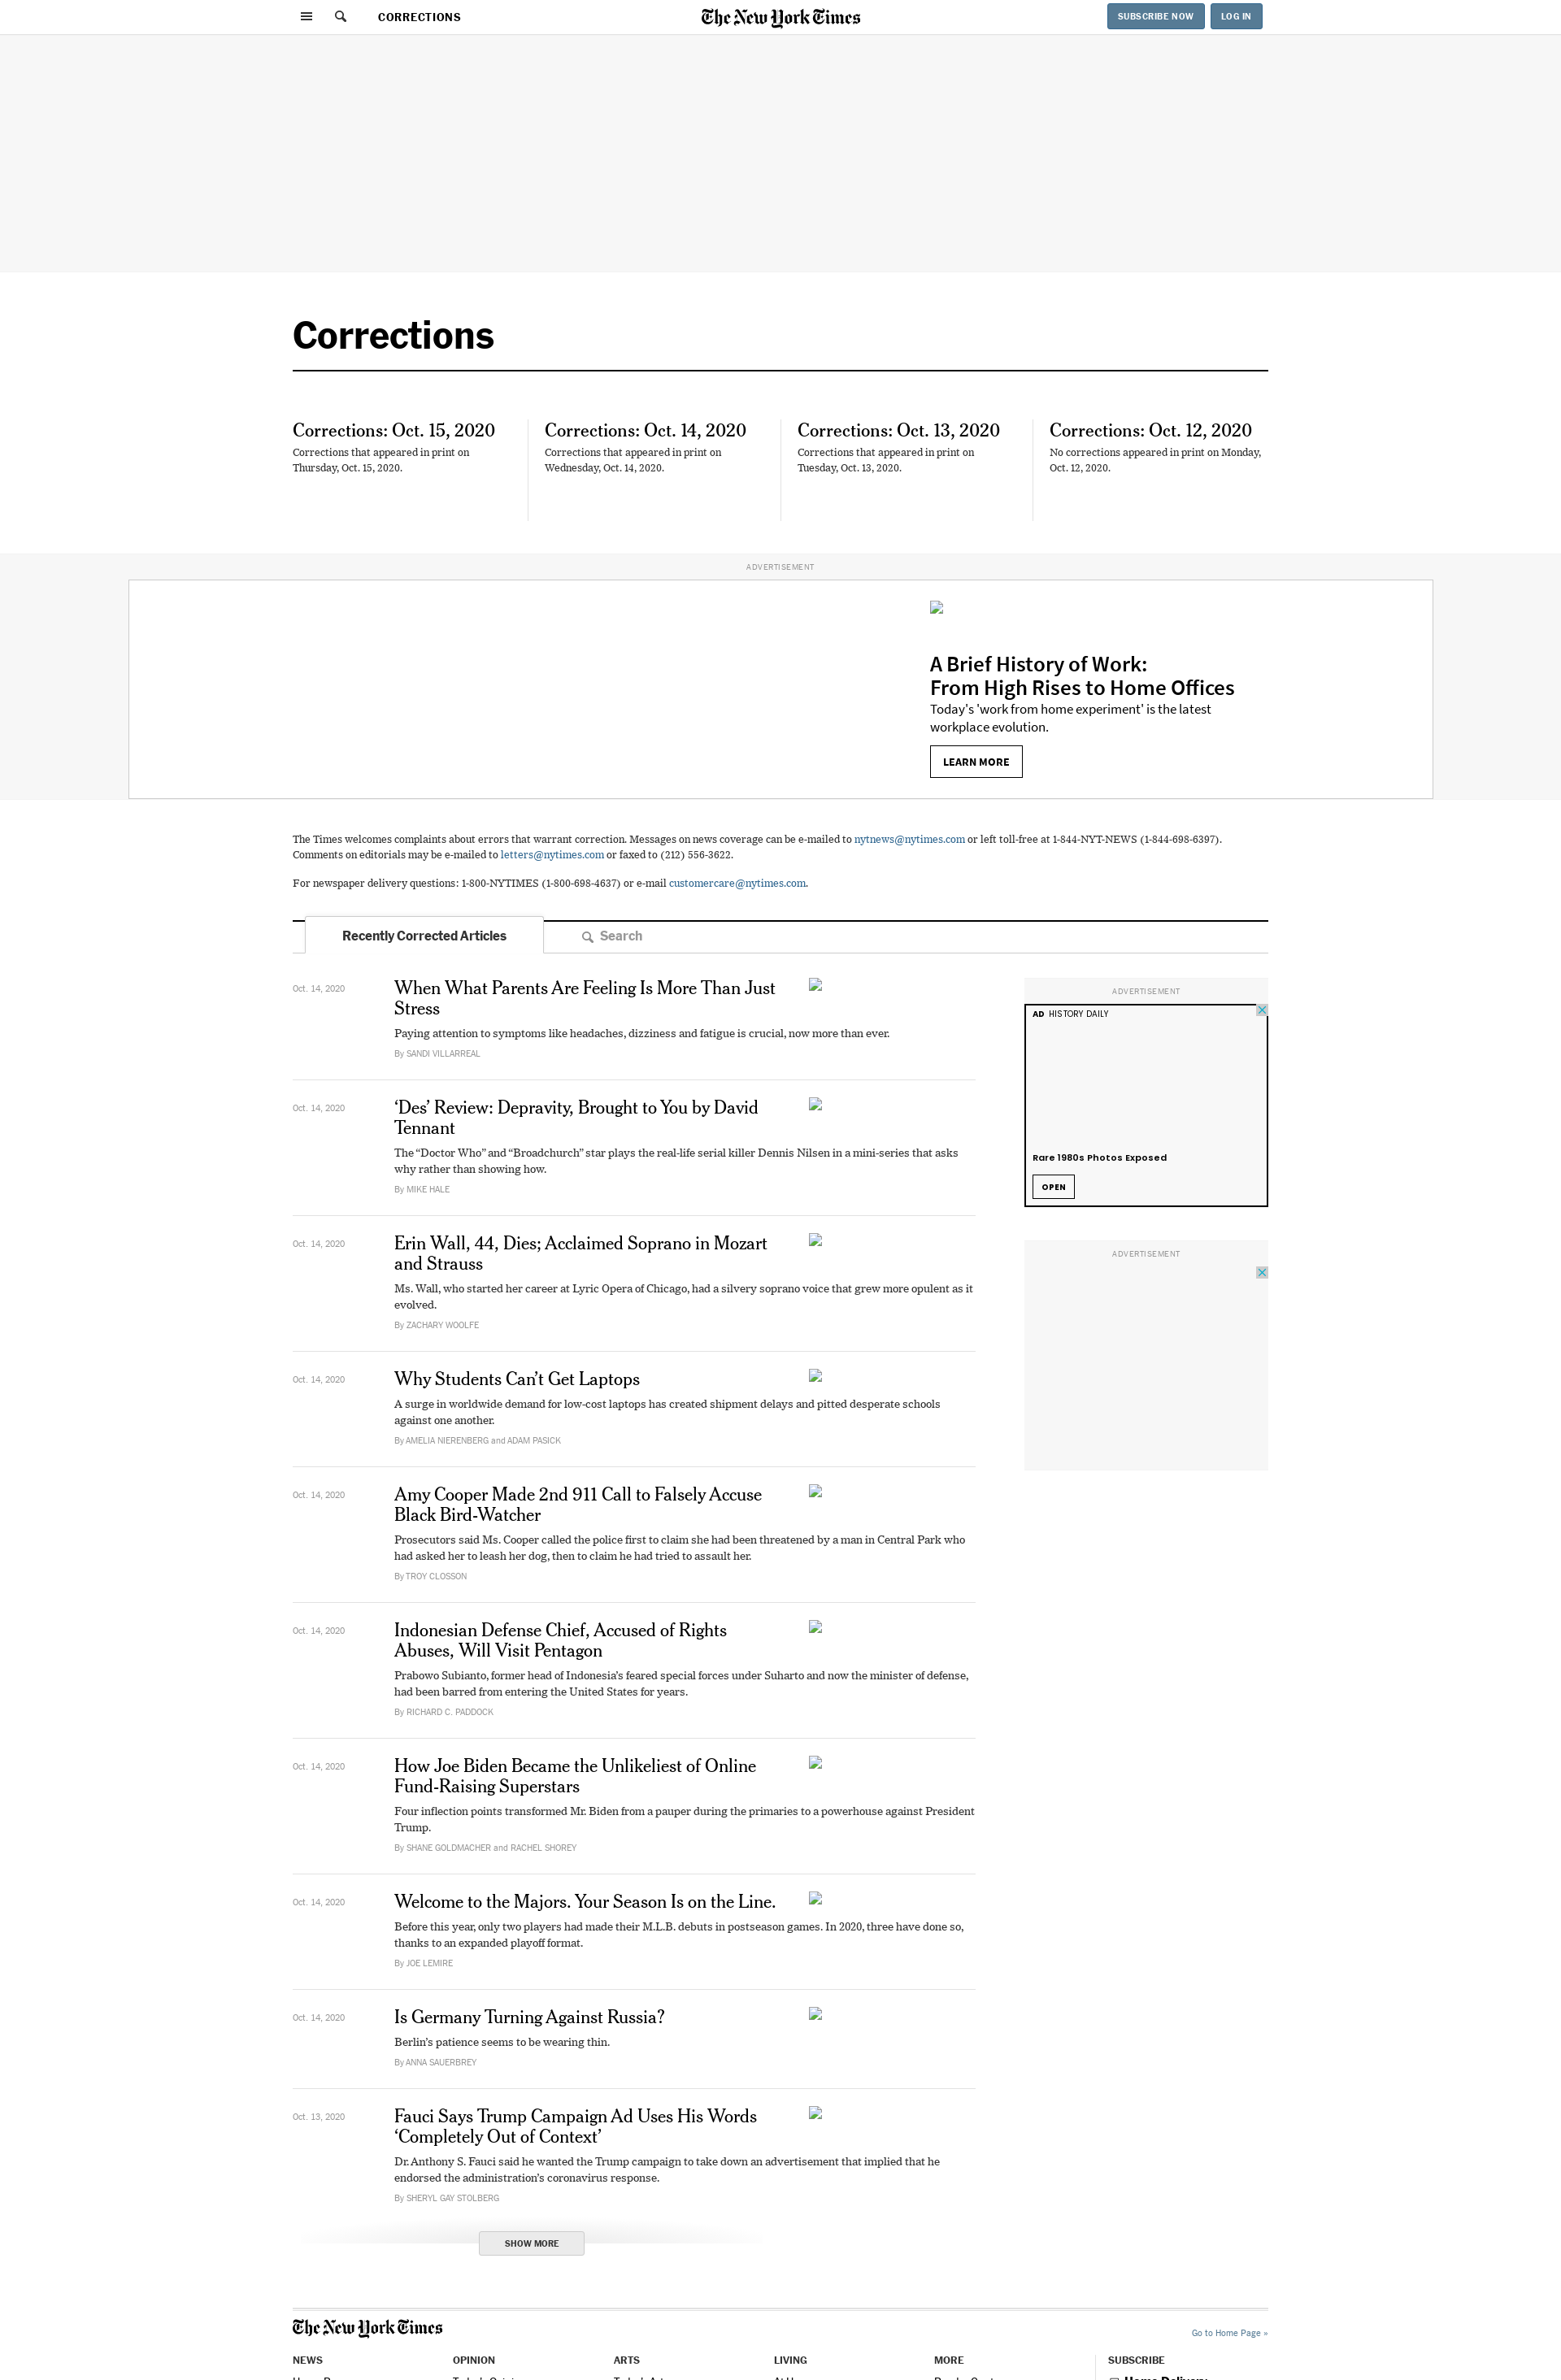 CORRECTIONS
The New York Times
SUBSCRIBE NOW
LOG IN
Corrections
Corrections: Oct. 15, 2020
Corrections that appeared in print on
Thursday, Oct. 15, 2020.
Corrections: Oct. 14, 2020
Corrections that appeared in print on
Wednesday, Oct. 14, 2020.
Corrections: Oct. 13, 2020
Corrections that appeared in print on
Tuesday, Oct. 13, 2020.
Corrections: Oct. 12, 2020
No corrections appeared in print on Monday,
Oct. 12, 2020.
ADVERTISEMENT
A Brief History of Work:
From High Rises to Home Offices
Today's 'work from home experiment' is the latest
workplace evolution.
LEARN MORE
The Times welcomes complaints about errors that warrant correction. Messages on news coverage can be e-mailed to nytnews@nytimes.com or left toll-free at 1-844-NYT-NEWS (1-844-698-6397).
Comments on editorials may be e-mailed to letters@nytimes.com or faxed to (212) 556-3622.
For newspaper delivery questions: 1-800-NYTIMES (1-800-698-4637) or e-mail customercare@nytimes.com.
Recently Corrected Articles
Search
Oct. 14, 2020
When What Parents Are Feeling Is More Than Just
Stress
Paying attention to symptoms like headaches, dizziness and fatigue is crucial, now more than ever.
By SANDI VILLARREAL
Oct. 14, 2020
‘Des’ Review: Depravity, Brought to You by David
Tennant
The “Doctor Who” and “Broadchurch” star plays the real-life serial killer Dennis Nilsen in a mini-series that asks
why rather than showing how.
By MIKE HALE
Oct. 14, 2020
Erin Wall, 44, Dies; Acclaimed Soprano in Mozart
and Strauss
Ms. Wall, who started her career at Lyric Opera of Chicago, had a silvery soprano voice that grew more opulent as it
evolved.
By ZACHARY WOOLFE
Oct. 14, 2020
Why Students Can’t Get Laptops
A surge in worldwide demand for low-cost laptops has created shipment delays and pitted desperate schools
against one another.
By AMELIA NIERENBERG and ADAM PASICK
Oct. 14, 2020
Amy Cooper Made 2nd 911 Call to Falsely Accuse
Black Bird-Watcher
Prosecutors said Ms. Cooper called the police first to claim she had been threatened by a man in Central Park who
had asked her to leash her dog, then to claim he had tried to assault her.
By TROY CLOSSON
Oct. 14, 2020
Indonesian Defense Chief, Accused of Rights
Abuses, Will Visit Pentagon
Prabowo Subianto, former head of Indonesia’s feared special forces under Suharto and now the minister of defense,
had been barred from entering the United States for years.
By RICHARD C. PADDOCK
Oct. 14, 2020
How Joe Biden Became the Unlikeliest of Online
Fund-Raising Superstars
Four inflection points transformed Mr. Biden from a pauper during the primaries to a powerhouse against President
Trump.
By SHANE GOLDMACHER and RACHEL SHOREY
Oct. 14, 2020
Welcome to the Majors. Your Season Is on the Line.
Before this year, only two players had made their M.L.B. debuts in postseason games. In 2020, three have done so,
thanks to an expanded playoff format.
By JOE LEMIRE
Oct. 14, 2020
Is Germany Turning Against Russia?
Berlin’s patience seems to be wearing thin.
By ANNA SAUERBREY
Oct. 13, 2020
Fauci Says Trump Campaign Ad Uses His Words
‘Completely Out of Context’
Dr. Anthony S. Fauci said he wanted the Trump campaign to take down an advertisement that implied that he
endorsed the administration’s coronavirus response.
By SHERYL GAY STOLBERG
SHOW MORE
ADVERTISEMENT
AD HISTORY DAILY
Rare 1980s Photos Exposed
OPEN
ADVERTISEMENT
The New York Times
Go to Home Page »
NEWS
OPINION
ARTS
LIVING
MORE
SUBSCRIBE
Home Delivery